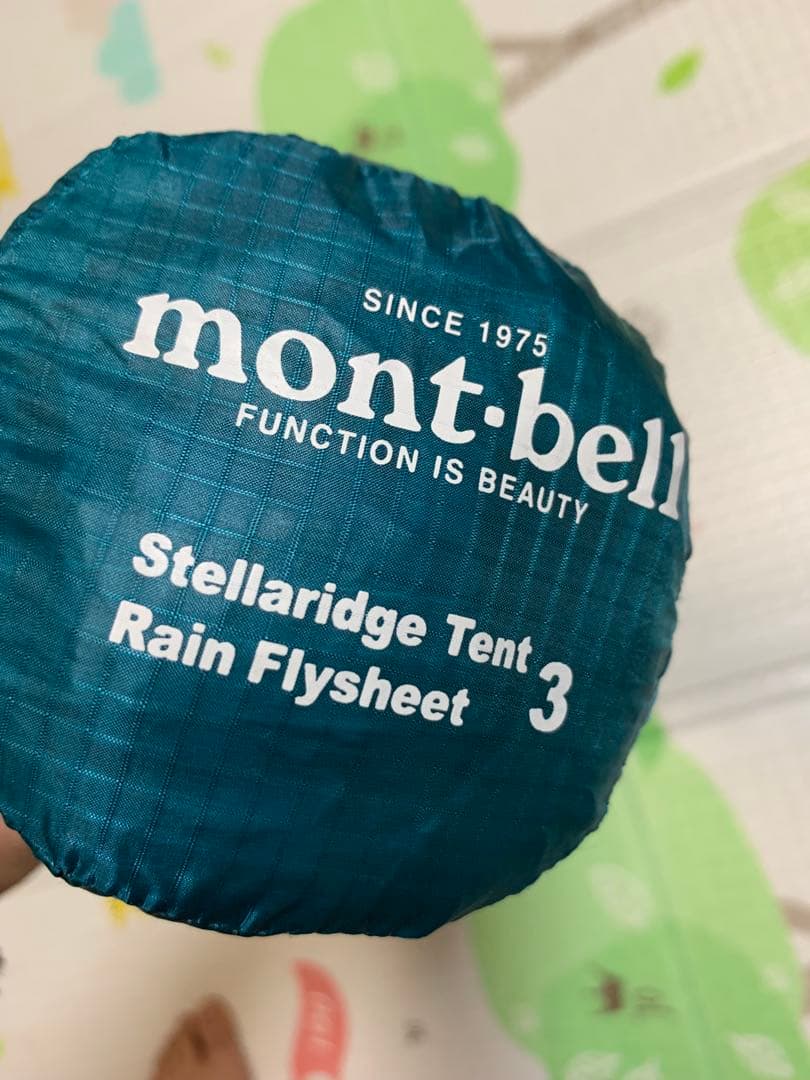 SINCE 1975
mont·bell
FUNCTION IS BEAUTY
Stellaridge Tent
Rain Flysheet 3